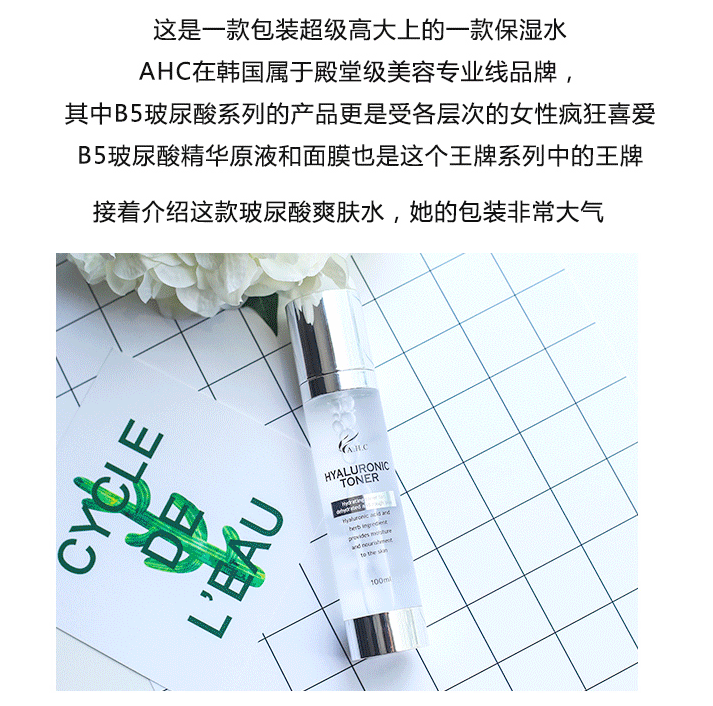 这是一款包装超级高大上的一款保湿水
AHC在韩国属于殿堂级美容专业线品牌，
其中B5玻尿酸系列的产品更是受各层次的女性疯狂喜爱
B5玻尿酸精华原液和面膜也是这个王牌系列中的王牌
接着介绍这款玻尿酸爽肤水，她的包装非常大气
CYCLE
DE
L'EAU
A.H.C
HYALURONIC
TONER
Hydrating
dehydrated
Hyaluronic acid and
herb ingredient
provides moisture
and nourishment
to the skin
100ml